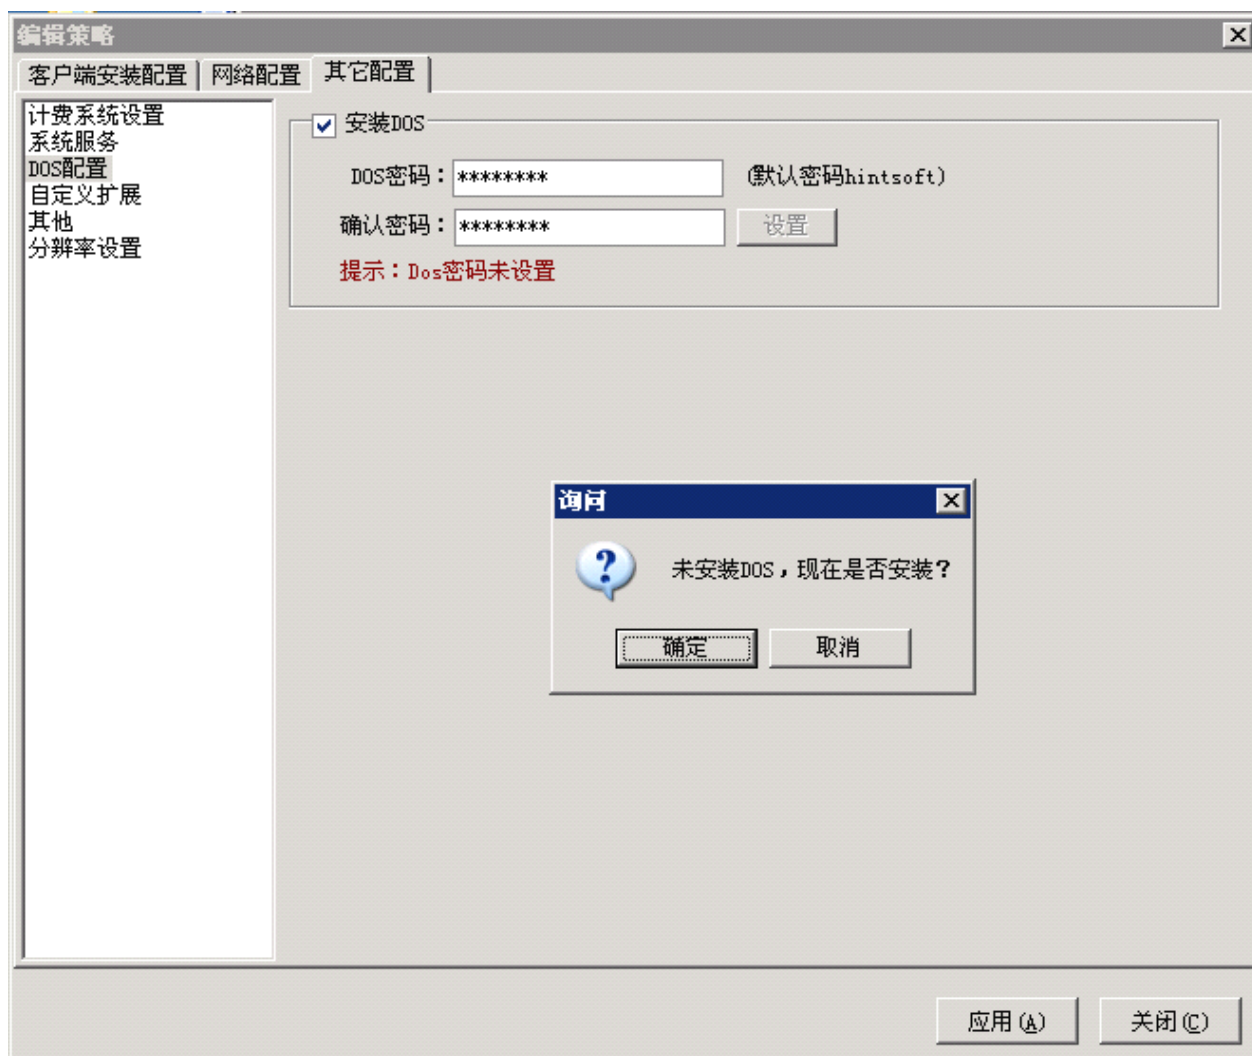 编辑策略
客户端安装配置 网络配置 其它配置
计费系统设置
系统服务
DOS配置
自定义扩展
其他
分辨率设置
安装DOS
DOS密码： ******** (默认密码hintsoft)
确认密码： ******** 设置
提示：Dos密码未设置
询问
未安装DOS，现在是否安装？
确定 取消
应用(A) 关闭(C)